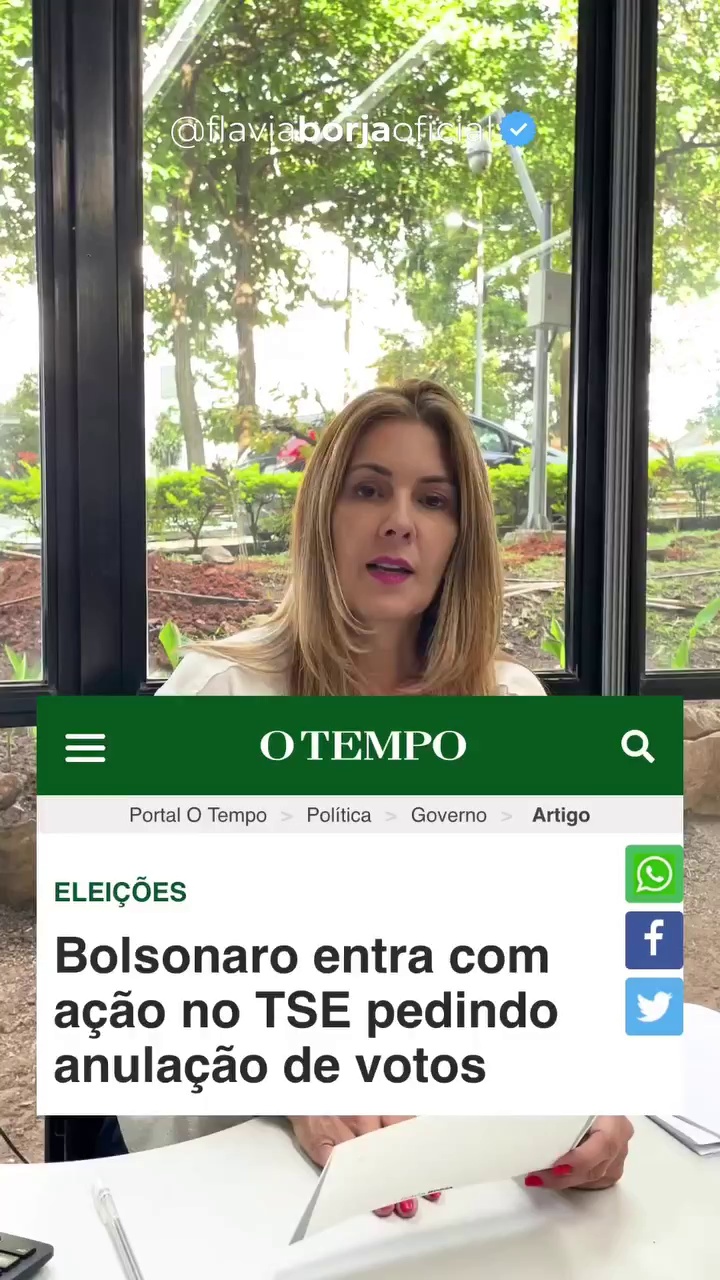 @flaviaborjaoficial
O TEMPO
Portal O Tempo > Política > Governo > Artigo
ELEIÇÕES
Bolsonaro entra com
ação no TSE pedindo
anulação de votos